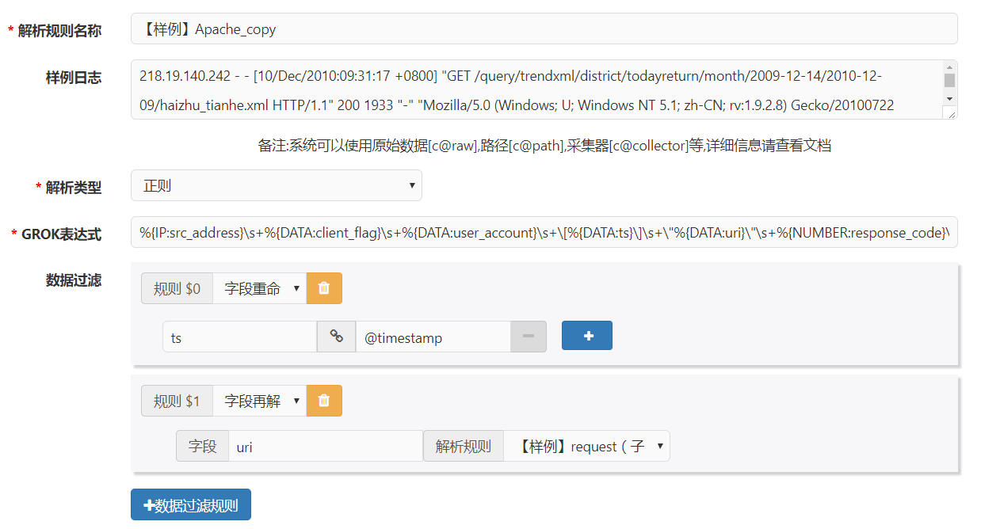 * 解析规则名称
【样例】Apache_copy
样例日志
218.19.140.242 - - [10/Dec/2010:09:31:17 +0800] "GET /query/trendxml/district/todayreturn/month/2009-12-14/2010-12-
09/haizhu_tianhe.xml HTTP/1.1" 200 1933 "-" "Mozilla/5.0 (Windows; U; Windows NT 5.1; zh-CN; rv:1.9.2.8) Gecko/20100722
备注:系统可以使用原始数据[c@raw],路径[c@path],采集器[c@collector]等,详细信息请查看文档
* 解析类型
正则
* GROK表达式
%{IP:src_address}\s+%{DATA:client_flag}\s+%{DATA:user_account}\s+\[%{DATA:ts}\]\s+\"%{DATA:uri}\"\s+%{NUMBER:response_code}\
数据过滤
规则 $0 字段重命
ts @timestamp
规则 $1 字段再解
字段 uri 解析规则 【样例】request（子
+数据过滤规则